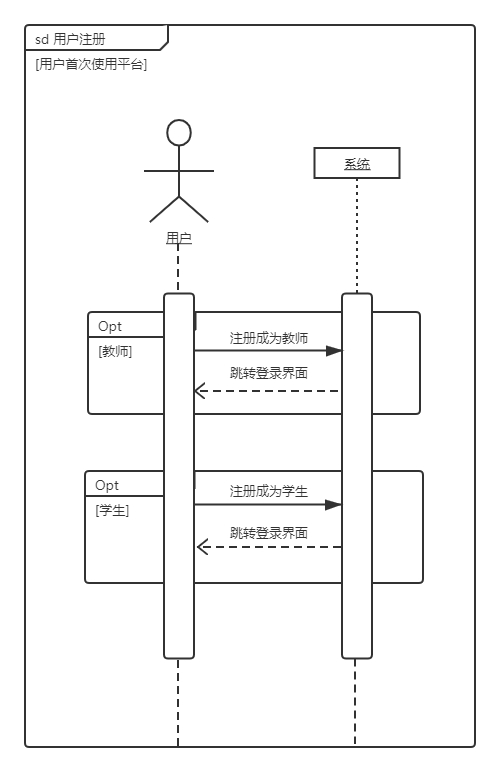 sd 用户注册
[用户首次使用平台]
系统
用户
Opt
[教师]
注册成为教师
跳转登录界面
Opt
[学生]
注册成为学生
跳转登录界面